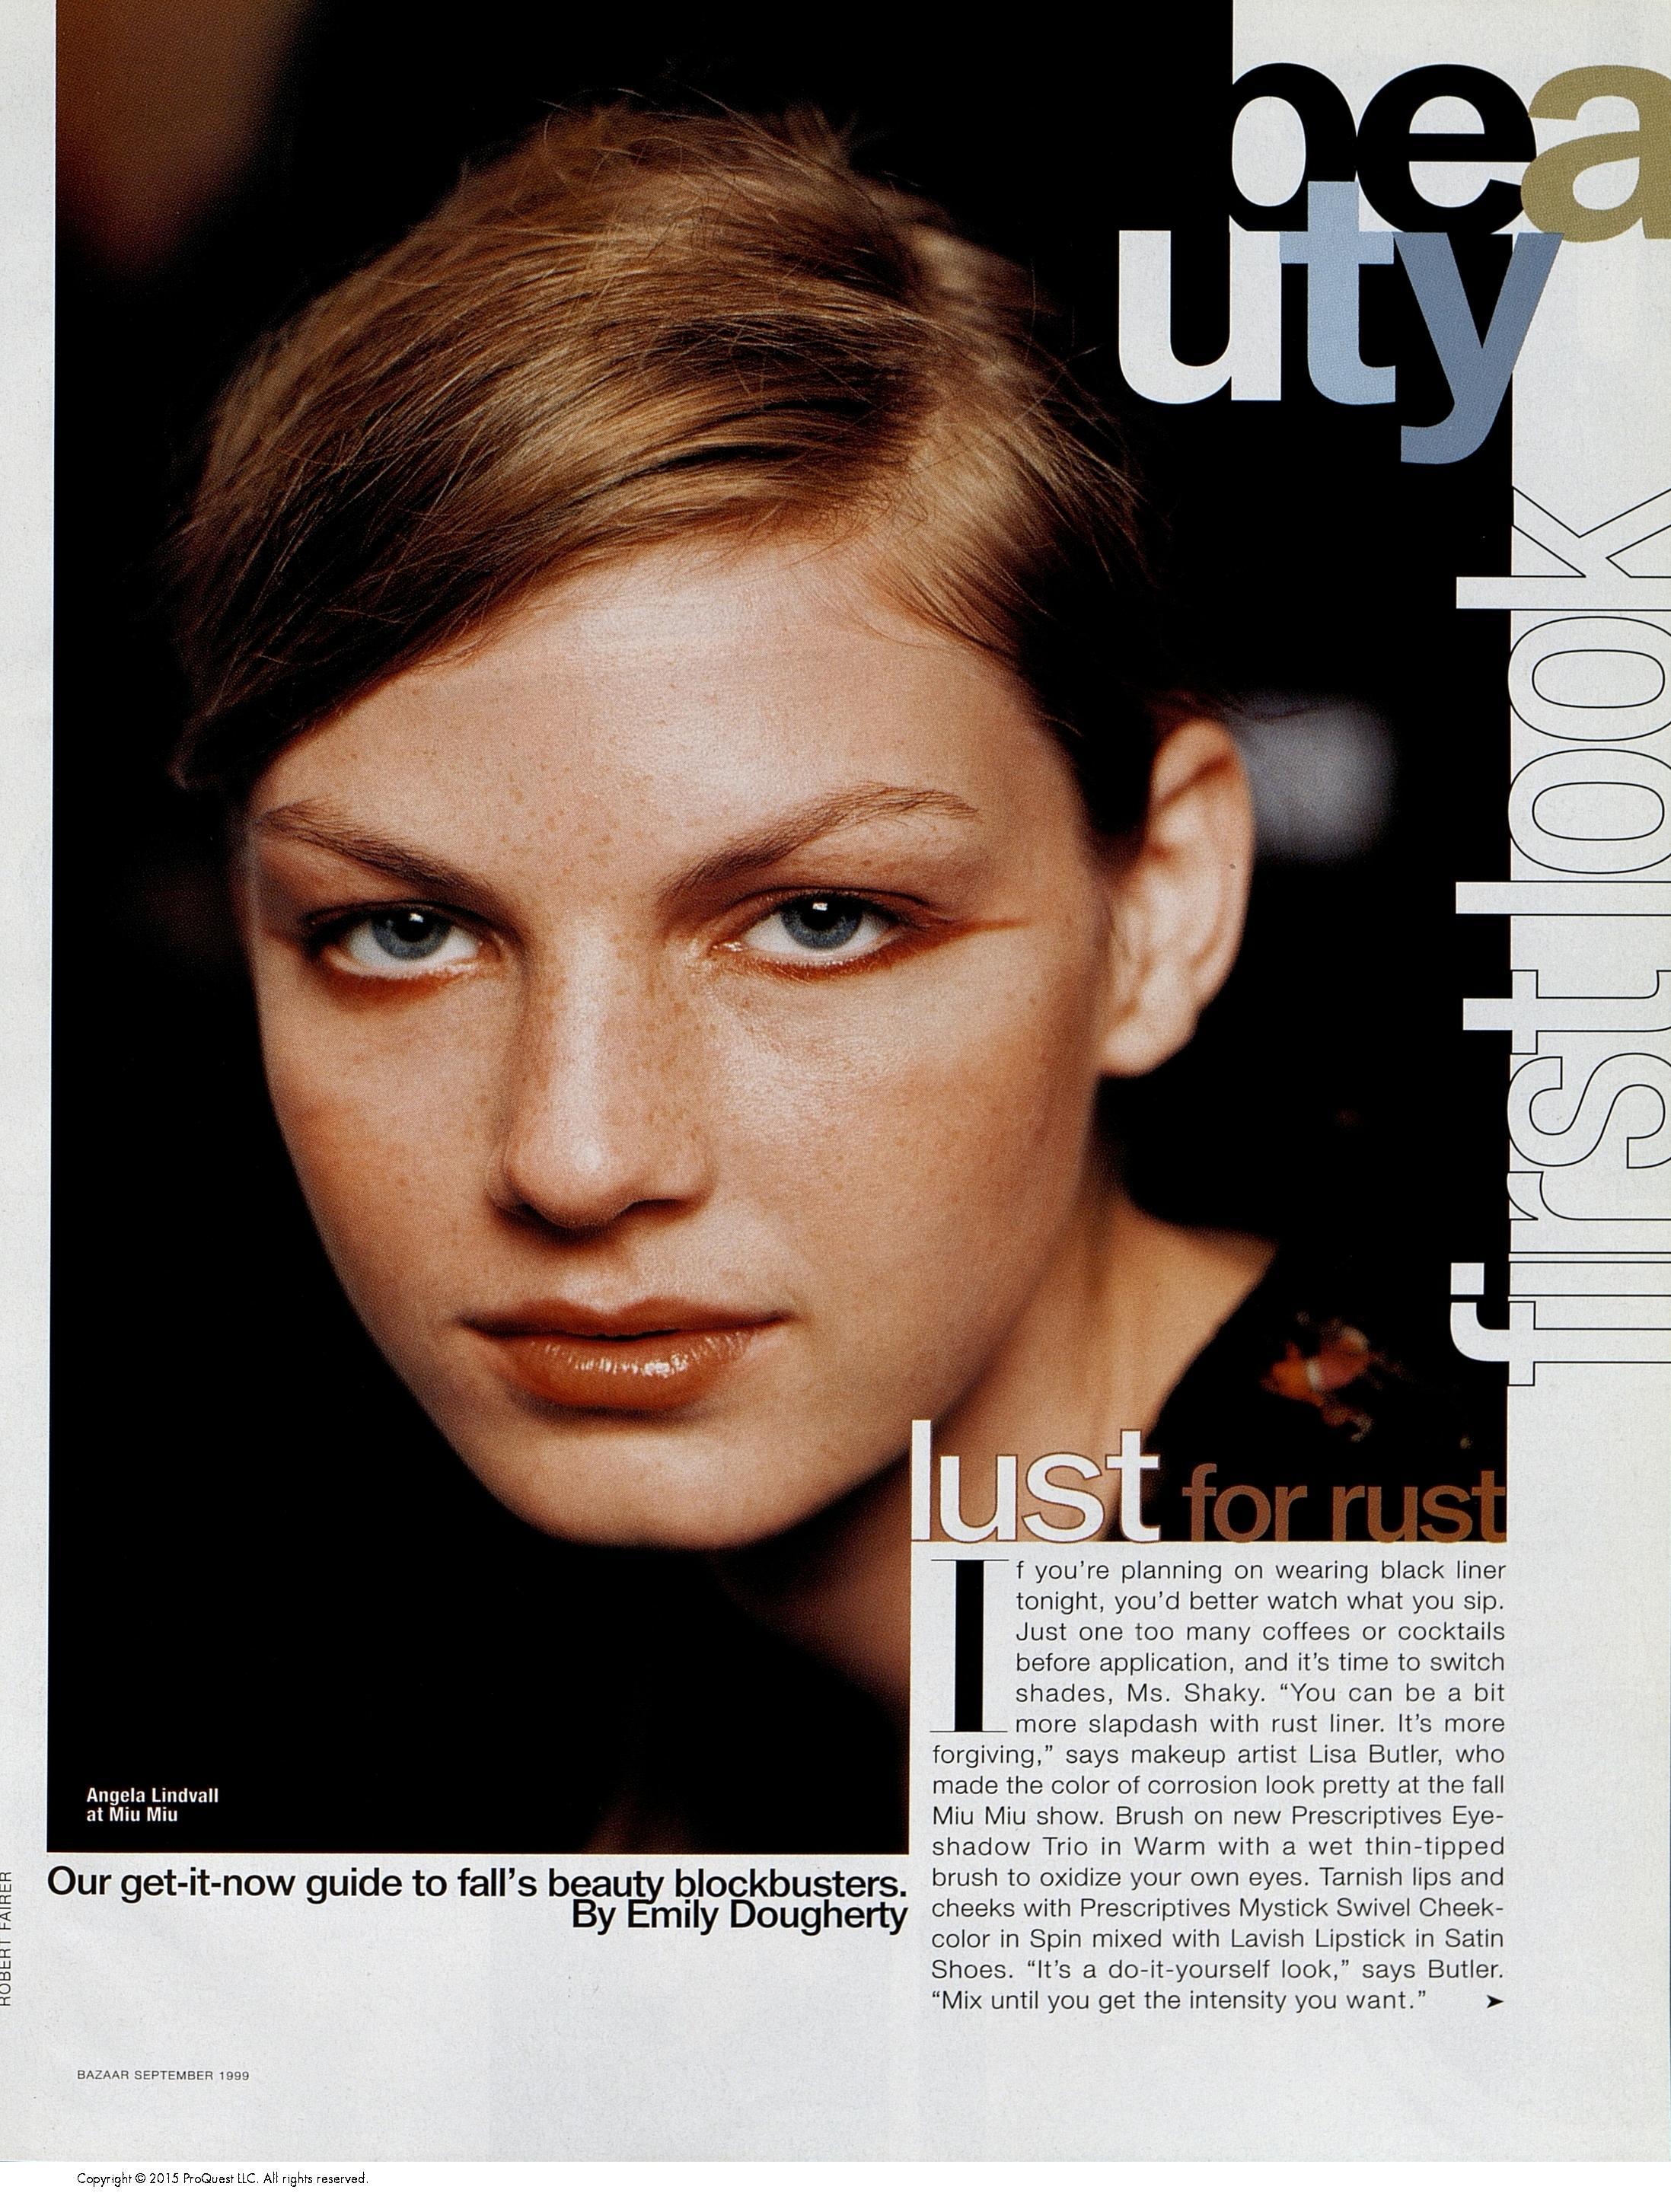 bea
uty
first look
lust for rust
If you're planning on wearing black liner
tonight, you'd better watch what you sip.
Just one too many coffees or cocktails
before application, and it's time to switch
shades, Ms. Shaky. “You can be a bit
more slapdash with rust liner. It's more
forgiving,” says makeup artist Lisa Butler, who
made the color of corrosion look pretty at the fall
Miu Miu show. Brush on new Prescriptives Eye-
shadow Trio in Warm with a wet thin-tipped
brush to oxidize your own eyes. Tarnish lips and
cheeks with Prescriptives Mystick Swivel Cheek-
color in Spin mixed with Lavish Lipstick in Satin
Shoes. “It's a do-it-yourself look,” says Butler.
“Mix until you get the intensity you want.” ➤
Angela Lindvall
at Miu Miu
Our get-it-now guide to fall's beauty blockbusters.
By Emily Dougherty
ROBERT FAIRER
BAZAAR SEPTEMBER 1999
Copyright © 2015 ProQuest LLC. All rights reserved.